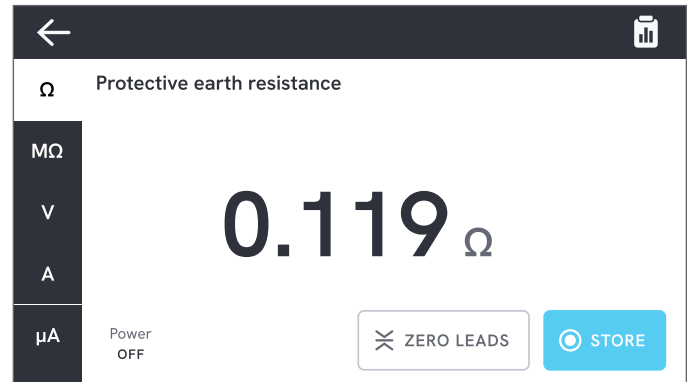 Ω
Protective earth resistance
MΩ
V
A
µA
0.119 Ω
Power
OFF
ZERO LEADS
STORE